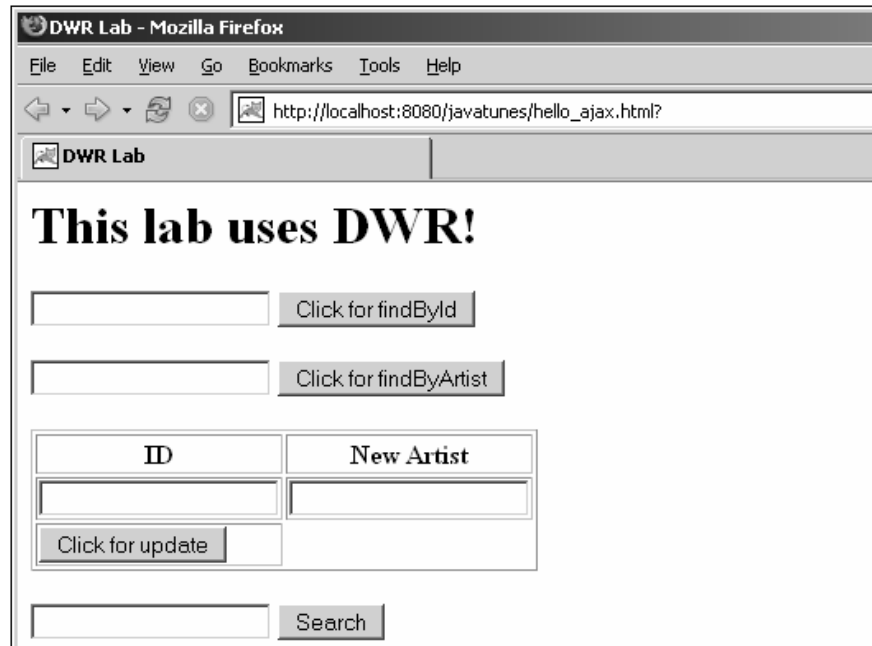 DWR Lab - Mozilla Firefox
File Edit View Go Bookmarks Tools Help
http://localhost:8080/javatunes/hello_ajax.html?
DWR Lab
This lab uses DWR!
Click for findById
Click for findByArtist
ID New Artist
Click for update
Search